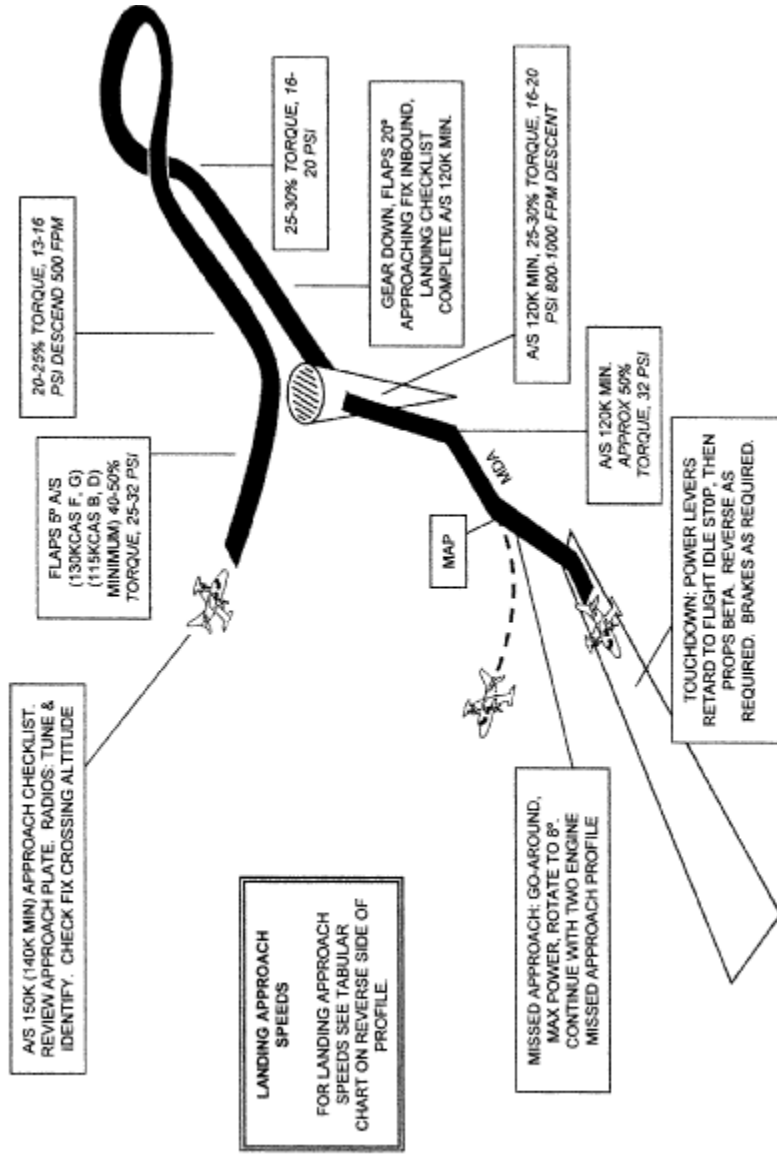 A/S 150K (140K MIN) APPROACH CHECKLIST.
REVIEW APPROACH PLATE. RADIOS: TUNE &
IDENTIFY. CHECK FIX CROSSING ALTITUDE
FLAPS 5º A/S
(130KCAS F, G)
(115KCAS B, D)
MINIMUM) 40-50%
TORQUE, 25-32 PSI
20-25% TORQUE, 13-16
PSI DESCEND 500 FPM
25-30% TORQUE, 16-
20 PSI
GEAR DOWN, FLAPS 20º
APPROACHING FIX INBOUND,
LANDING CHECKLIST
COMPLETE A/S 120K MIN.
A/S 120K MIN, 25-30% TORQUE, 16-20
PSI 800-1000 FPM DESCENT
A/S 120K MIN.
APPROX 50%
TORQUE, 32 PSI
MDA
MAP
LANDING APPROACH
SPEEDS
FOR LANDING APPROACH
SPEEDS SEE TABULAR
CHART ON REVERSE SIDE OF
PROFILE.
MISSED APPROACH: GO-AROUND,
MAX POWER, ROTATE TO 8º.
CONTINUE WITH TWO ENGINE
MISSED APPROACH PROFILE
TOUCHDOWN: POWER LEVERS
RETARD TO FLIGHT IDLE STOP, THEN
PROPS BETA. REVERSE AS
REQUIRED. BRAKES AS REQUIRED.